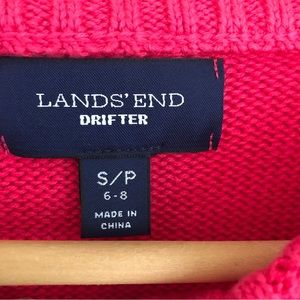 LANDS' END
DRIFTER
S/P
6-8
MADE IN
CHINA